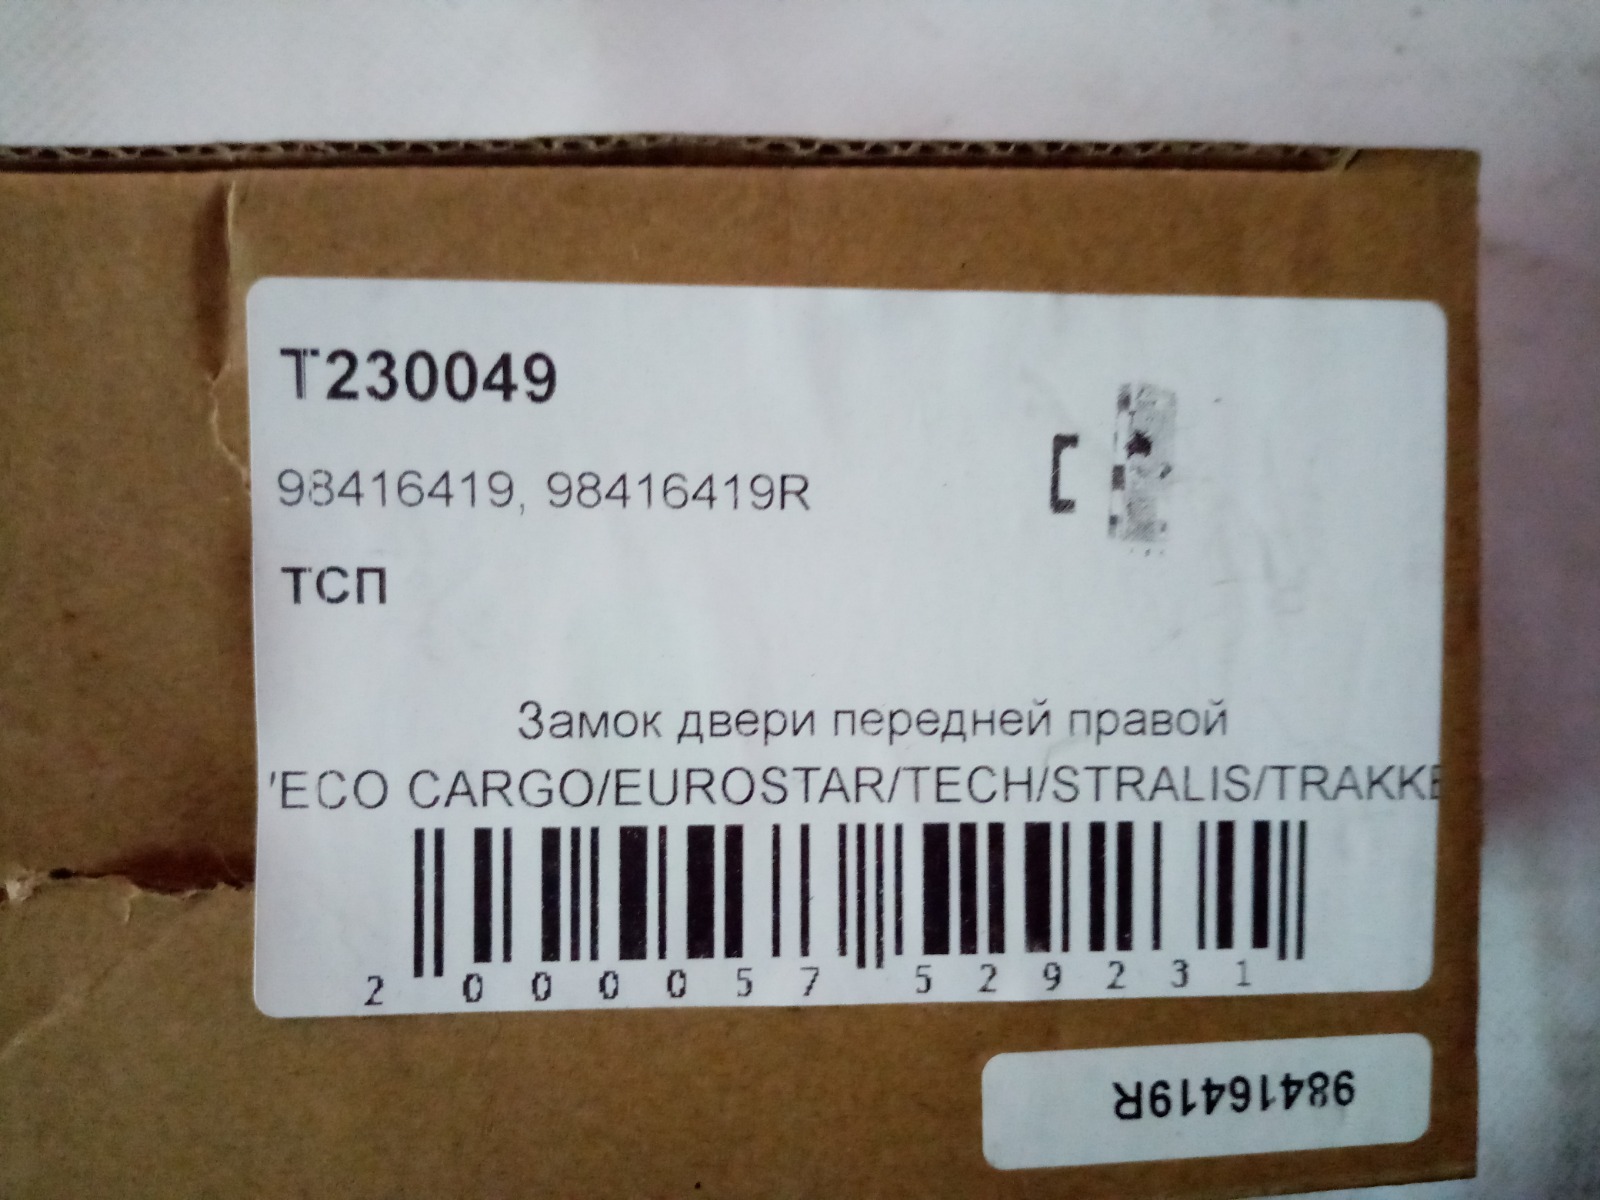 T230049
98416419, 98416419R
ТСП
Замок двери передней правой
'ECO CARGO/EUROSTAR/TECH/STRALIS/TRAKKE
2 000057 529231
98416419R